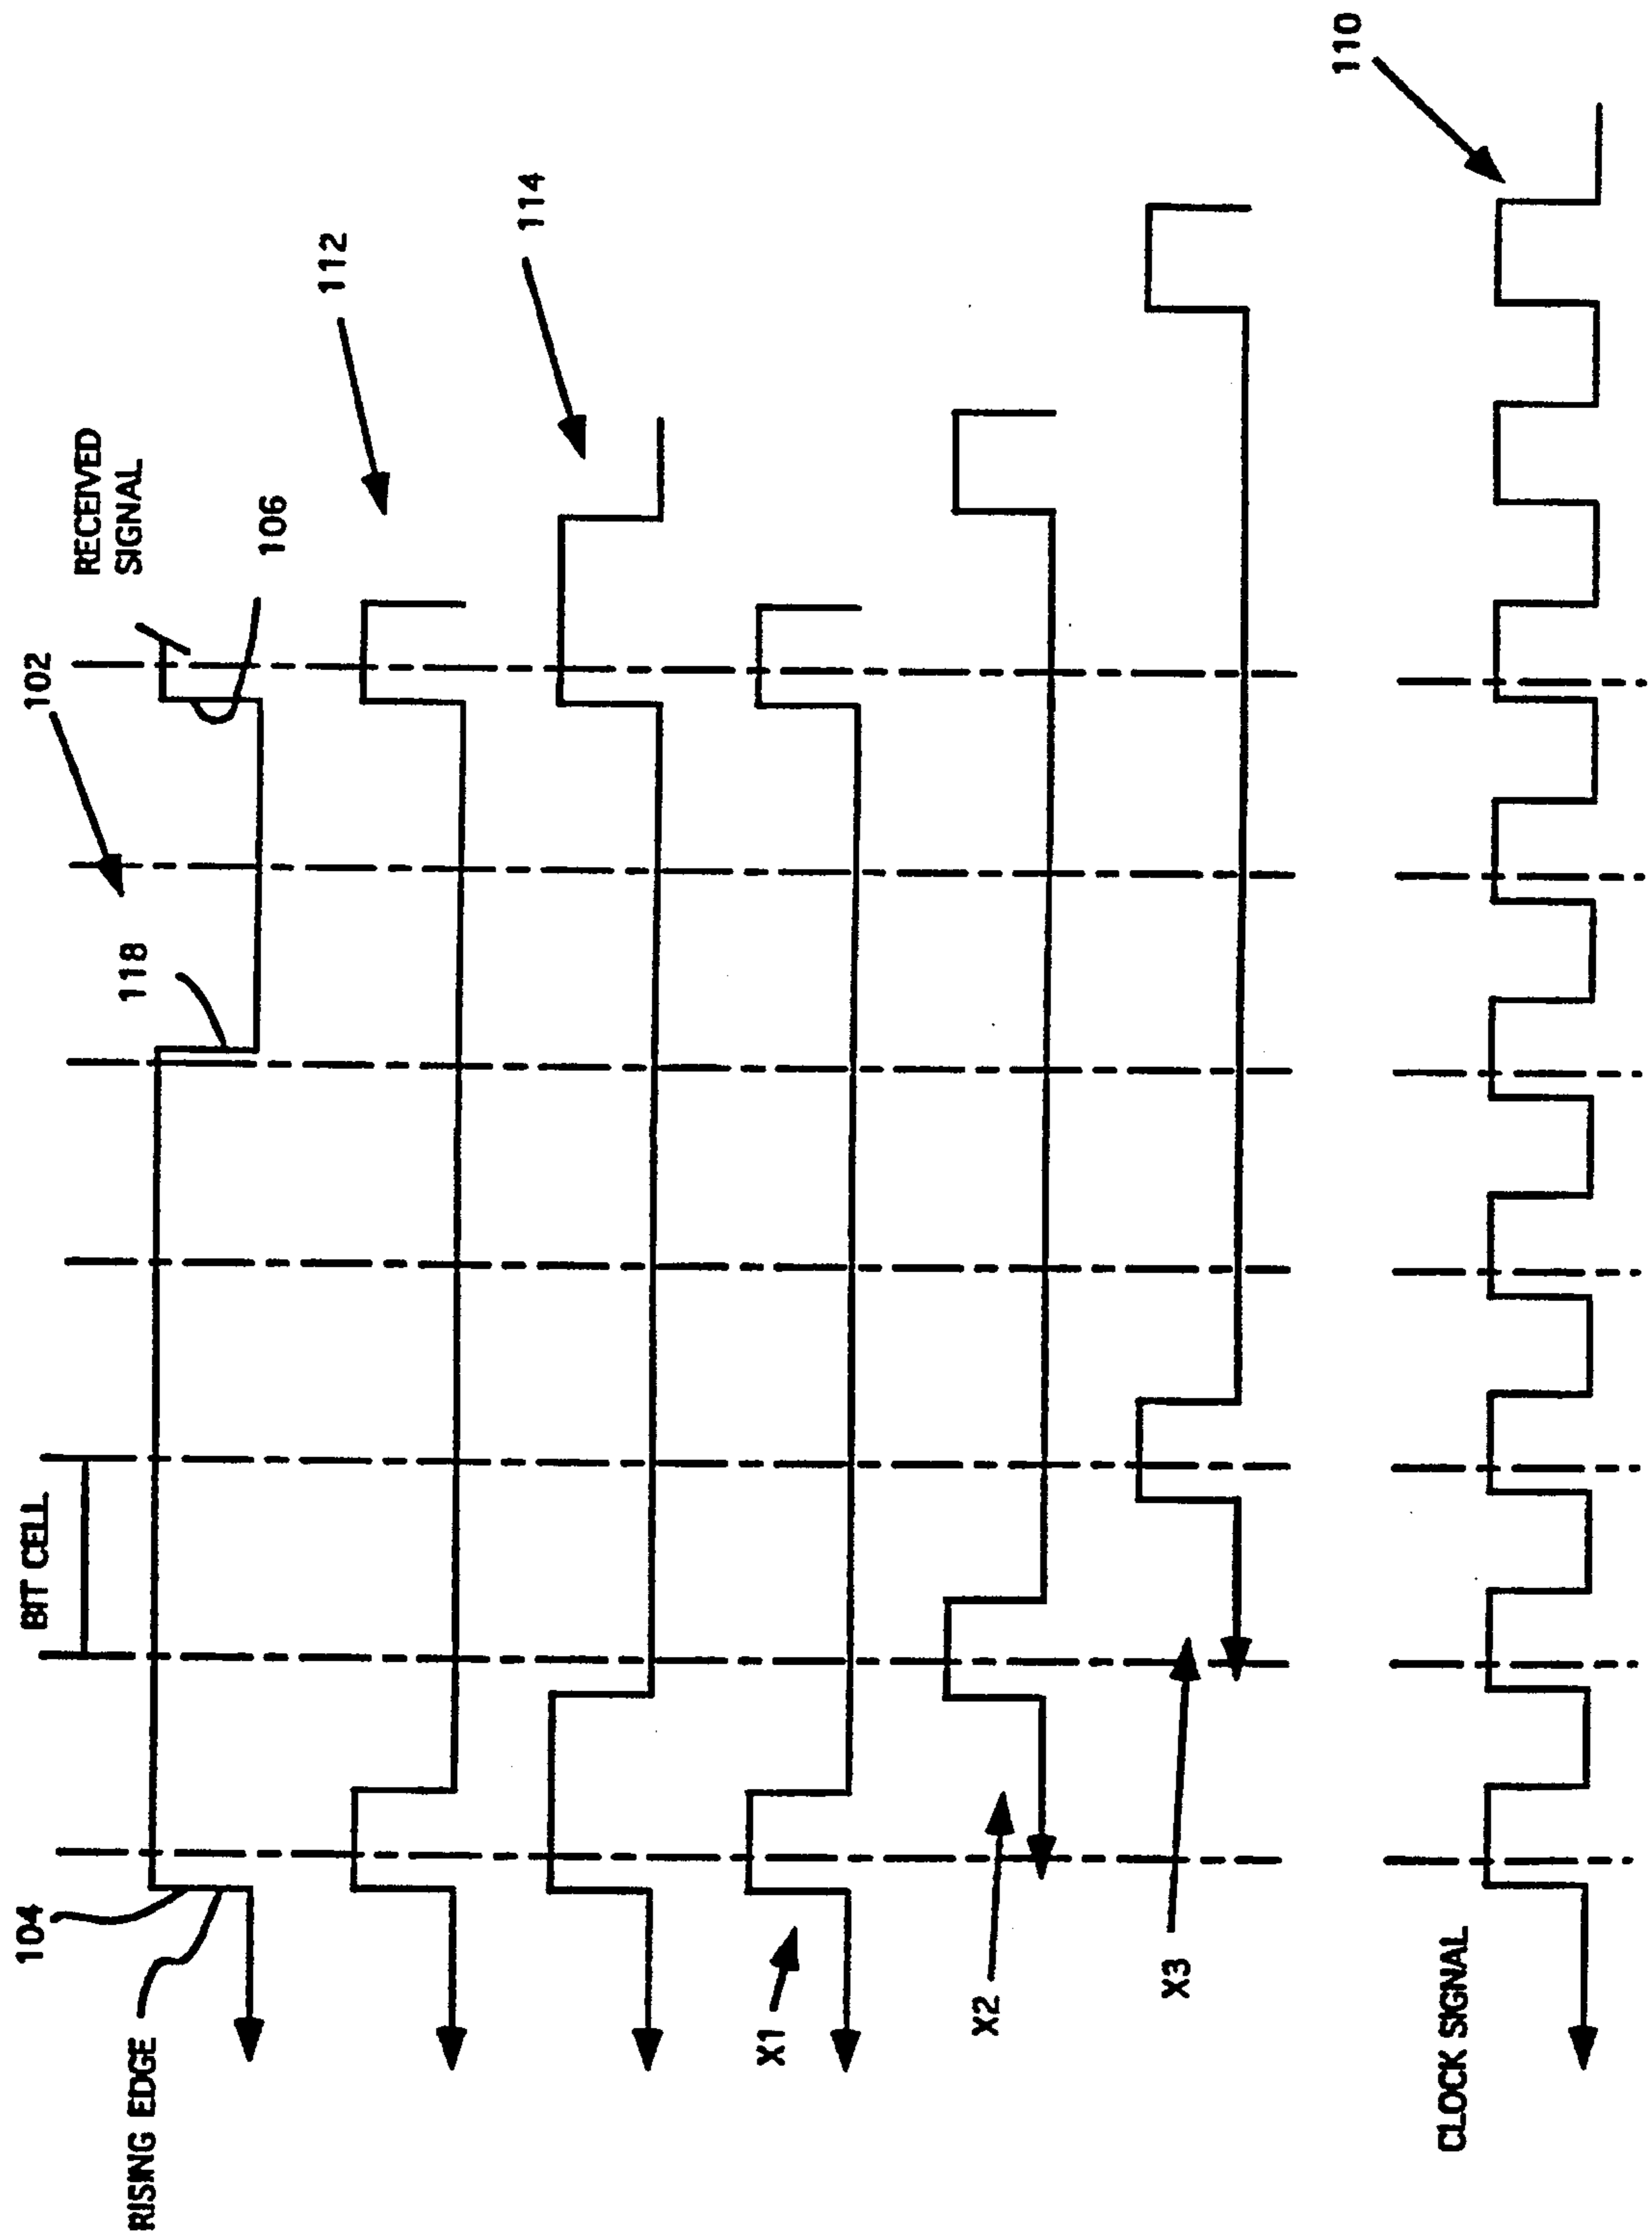 RECEIVED
SIGNAL
106
102
118
BIT CELL
104
RISING EDGE
112
114
X1
X2
X3
110
CLOCK SIGNAL